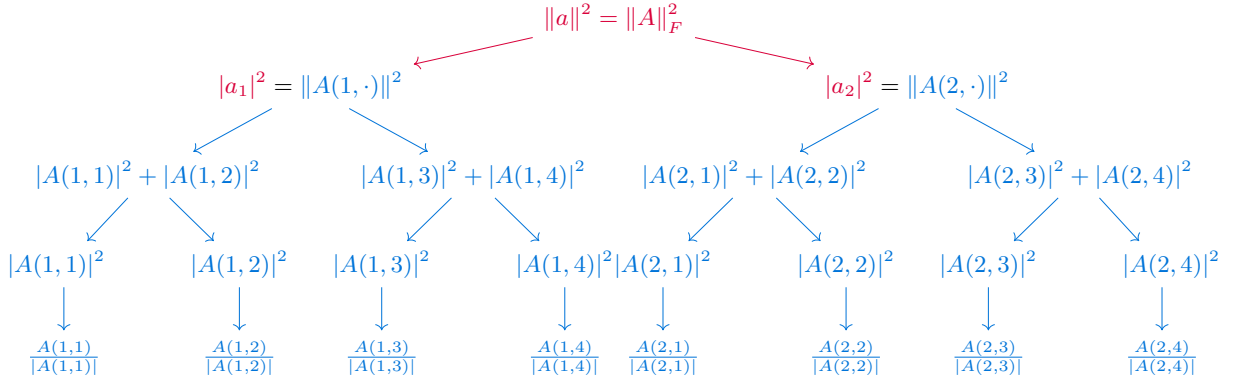 ‖a‖² = ‖A‖²_F
|a₁|² = ‖A(1, ·)‖² |a₂|² = ‖A(2, ·)‖²
|A(1, 1)|² + |A(1, 2)|² |A(1, 3)|² + |A(1, 4)|² |A(2, 1)|² + |A(2, 2)|² |A(2, 3)|² + |A(2, 4)|²
|A(1, 1)|² |A(1, 2)|² |A(1, 3)|² |A(1, 4)|² |A(2, 1)|² |A(2, 2)|² |A(2, 3)|² |A(2, 4)|²
A(1,1) A(1,2) A(1,3) A(1,4) A(2,1) A(2,2) A(2,3) A(2,4)
|A(1,1)| |A(1,2)| |A(1,3)| |A(1,4)| |A(2,1)| |A(2,2)| |A(2,3)| |A(2,4)|